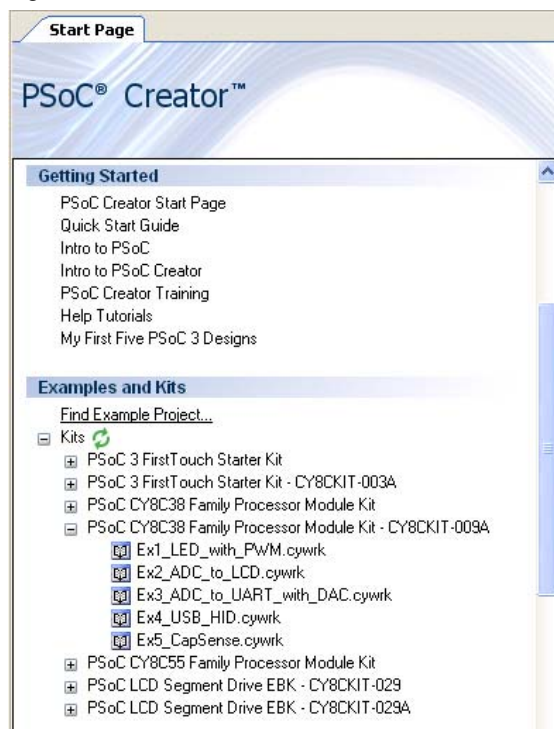 Start Page
PSoC® Creator™
Getting Started
PSoC Creator Start Page
Quick Start Guide
Intro to PSoC
Intro to PSoC Creator
PSoC Creator Training
Help Tutorials
My First Five PSoC 3 Designs
Examples and Kits
Find Example Project...
Kits
PSoC 3 FirstTouch Starter Kit
PSoC 3 FirstTouch Starter Kit - CY8CKIT-003A
PSoC CY8C38 Family Processor Module Kit
PSoC CY8C38 Family Processor Module Kit - CY8CKIT-009A
Ex1_LED_with_PWM.cywrk
Ex2_ADC_to_LCD.cywrk
Ex3_ADC_to_UART_with_DAC.cywrk
Ex4_USB_HID.cywrk
Ex5_CapSense.cywrk
PSoC CY8C55 Family Processor Module Kit
PSoC LCD Segment Drive EBK - CY8CKIT-029
PSoC LCD Segment Drive EBK - CY8CKIT-029A